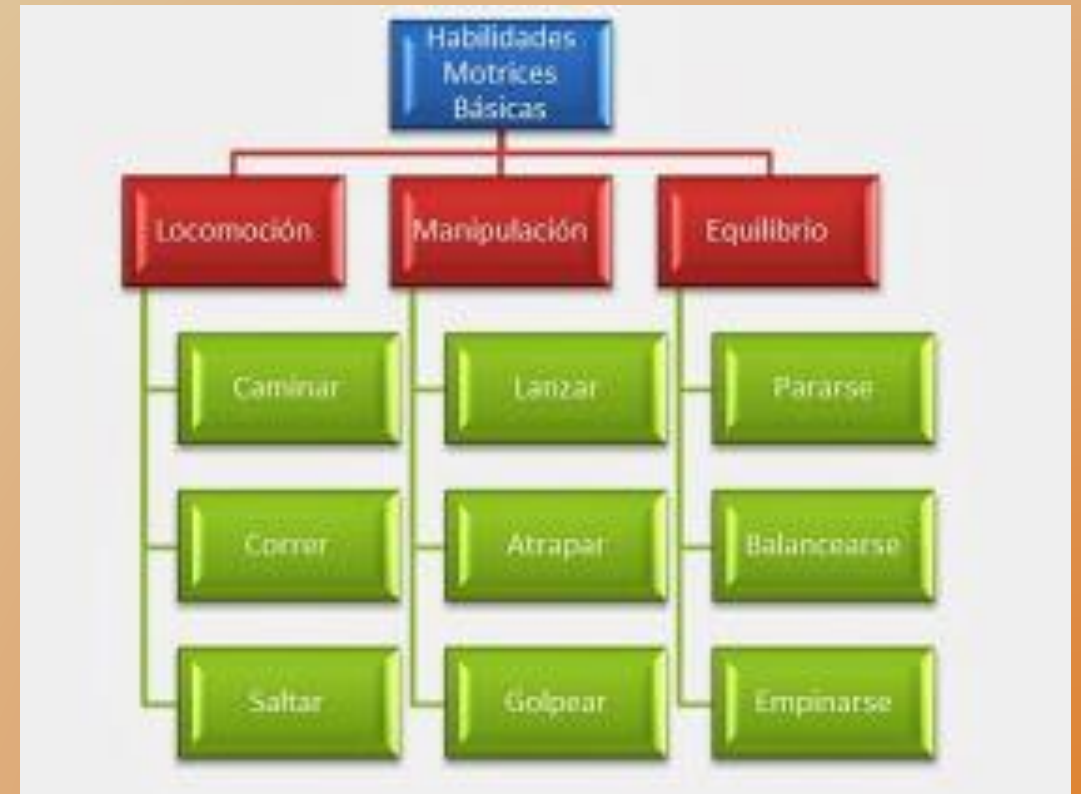 Habilidades
Motrices
Básicas
Locomoción
Manipulación
Equilibrio
Caminar
Lanzar
Pararse
Correr
Atrapar
Balancearse
Saltar
Golpear
Empinarse